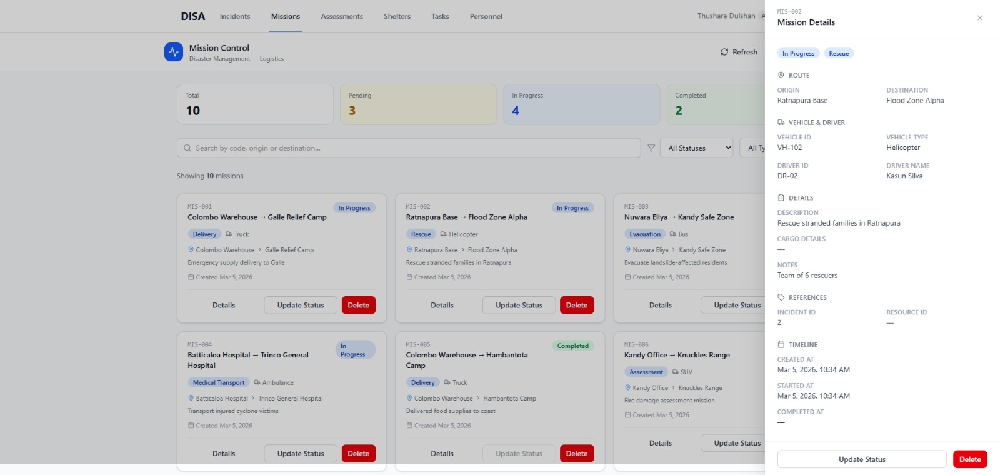 DISA
Incidents
Missions
Assessments
Shelters
Tasks
Personnel
Thushara Dulshan
Mission Control
Disaster Management — Logistics
Refresh
Total
10
Pending
3
In Progress
4
Completed
2
Search by code, origin or destination...
All Statuses
All Ty
Showing 10 missions
MIS-001
In Progress
Colombo Warehouse → Galle Relief Camp
Delivery
Truck
Colombo Warehouse > Galle Relief Camp
Emergency supply delivery to Galle
Created Mar 5, 2026
Details
Update Status
Delete
MIS-002
In Progress
Ratnapura Base → Flood Zone Alpha
Rescue
Helicopter
Ratnapura Base > Flood Zone Alpha
Rescue stranded families in Ratnapura
Created Mar 5, 2026
Details
Update Status
Delete
MIS-003
Nuwara Eliya → Kandy Safe Zone
Evacuation
Bus
Nuwara Eliya > Kandy Safe Zone
Evacuate landslide-affected residents
Created Mar 5, 2026
Details
Update Status
MIS-004
In
Progress
Batticaloa Hospital → Trinco General
Hospital
Medical Transport
Ambulance
Batticaloa Hospital > Trinco General Hospital
Transport injured cyclone victims
Created Mar 5, 2026
Details
Update Status
Delete
MIS-005
Completed
Colombo Warehouse → Hambantota
Camp
Delivery
Truck
Colombo Warehouse > Hambantota Camp
Delivered food supplies to coast
Created Mar 5, 2026
Details
Update Status
Delete
MIS-006
Kandy Office → Knuckles Range
Assessment
SUV
Kandy Office > Knuckles Range
Fire damage assessment mission
Created Mar 5, 2026
Details
Update Status
MIS-002
Mission Details
In Progress
Rescue
ROUTE
ORIGIN
DESTINATION
Ratnapura Base
Flood Zone Alpha
VEHICLE & DRIVER
VEHICLE ID
VEHICLE TYPE
VH-102
Helicopter
DRIVER ID
DRIVER NAME
DR-02
Kasun Silva
DETAILS
DESCRIPTION
Rescue stranded families in Ratnapura
CARGO DETAILS
—
NOTES
Team of 6 rescuers
REFERENCES
INCIDENT ID
RESOURCE ID
2
—
TIMELINE
CREATED AT
Mar 5, 2026, 10:34 AM
STARTED AT
Mar 5, 2026, 10:34 AM
COMPLETED AT
—
Update Status
Delete